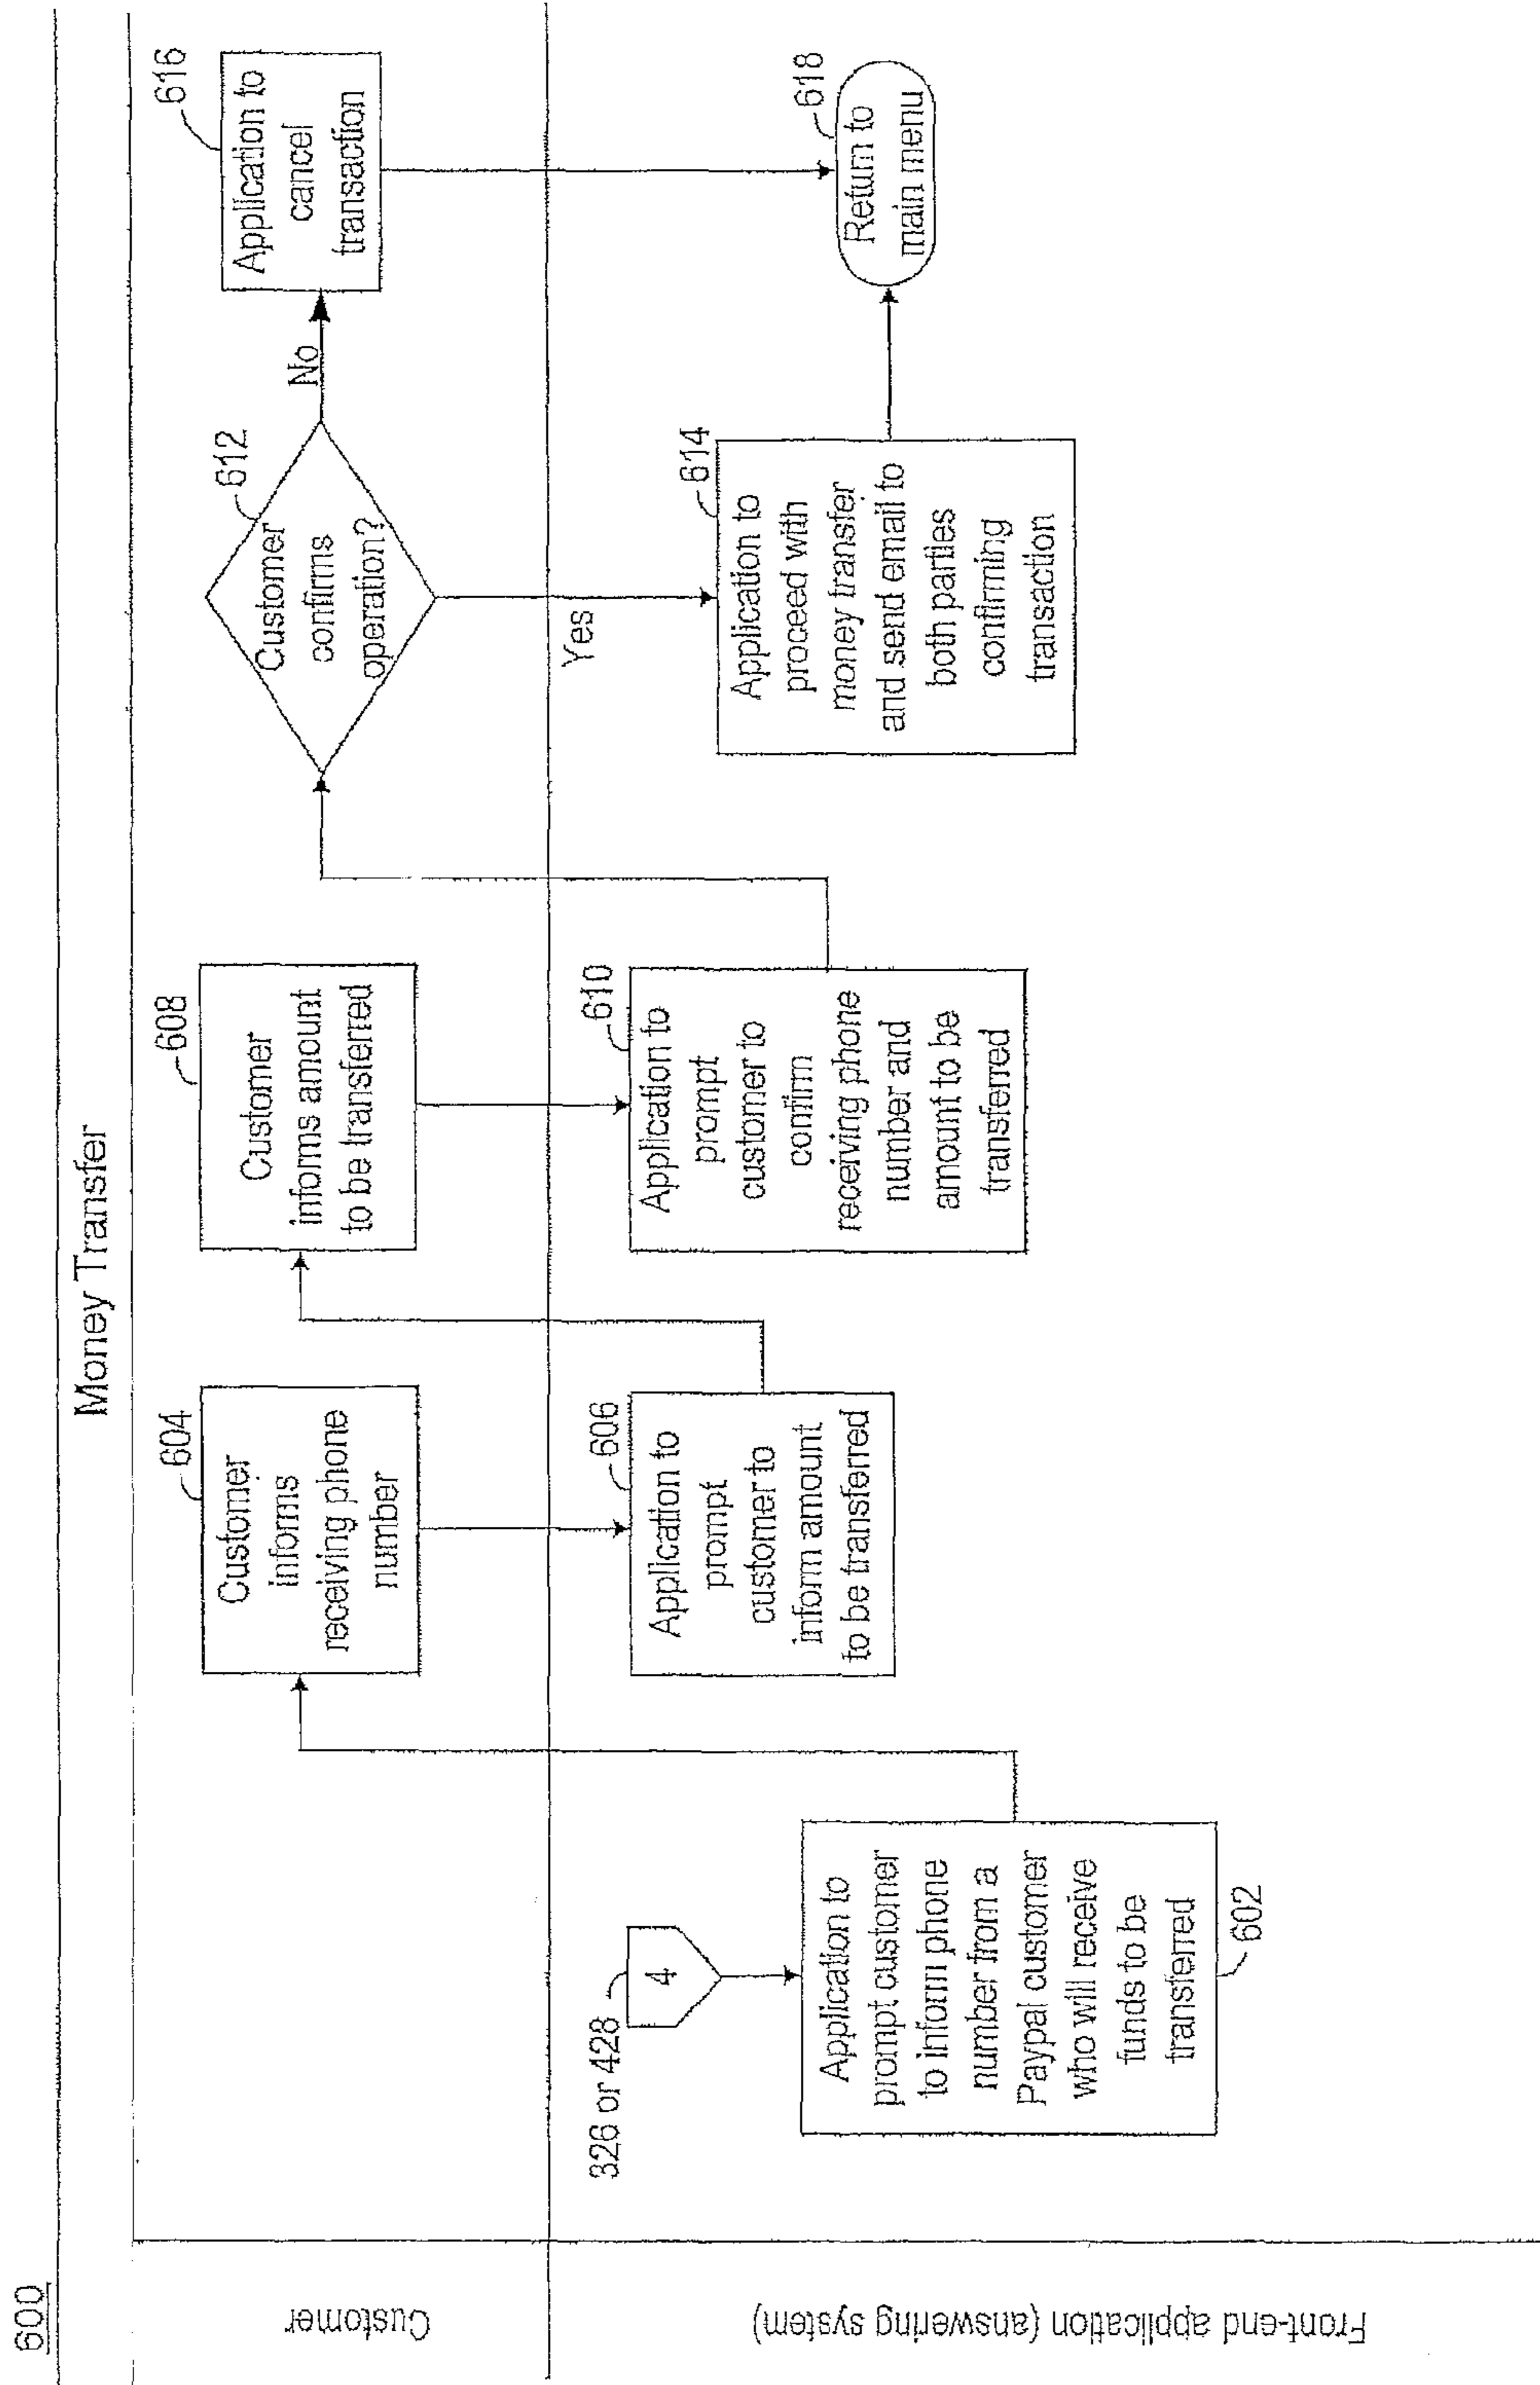 600
Money Transfer
Customer
604
Customer
informs
receiving phone
number
608
Customer
informs amount
to be transferred
612
Customer
confirms
operation?
No
616
Application to
cancel
transaction
Yes
Front-end application (answering system)
326 or 428
4
Application to
prompt customer
to inform phone
number from a
Paypal customer
who will receive
funds to be
transferred
602
606
Application to
prompt
customer to
inform amount
to be transferred
610
Application to
prompt
customer to
confirm
receiving phone
number and
amount to be
transferred
614
Application to
proceed with
money transfer
and send email to
both parties
confirming
transaction
618
Return to
main menu